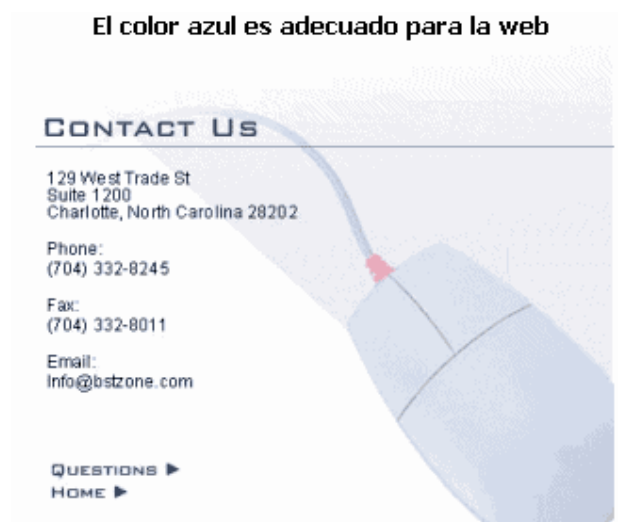 El color azul es adecuado para la web
CONTACT US
129 West Trade St
Suite 1200
Charlotte, North Carolina 28202
Phone:
(704) 332-8245
Fax:
(704) 332-8011
Email:
Info@bstzone.com
QUESTIONS ▶
HOME ▶